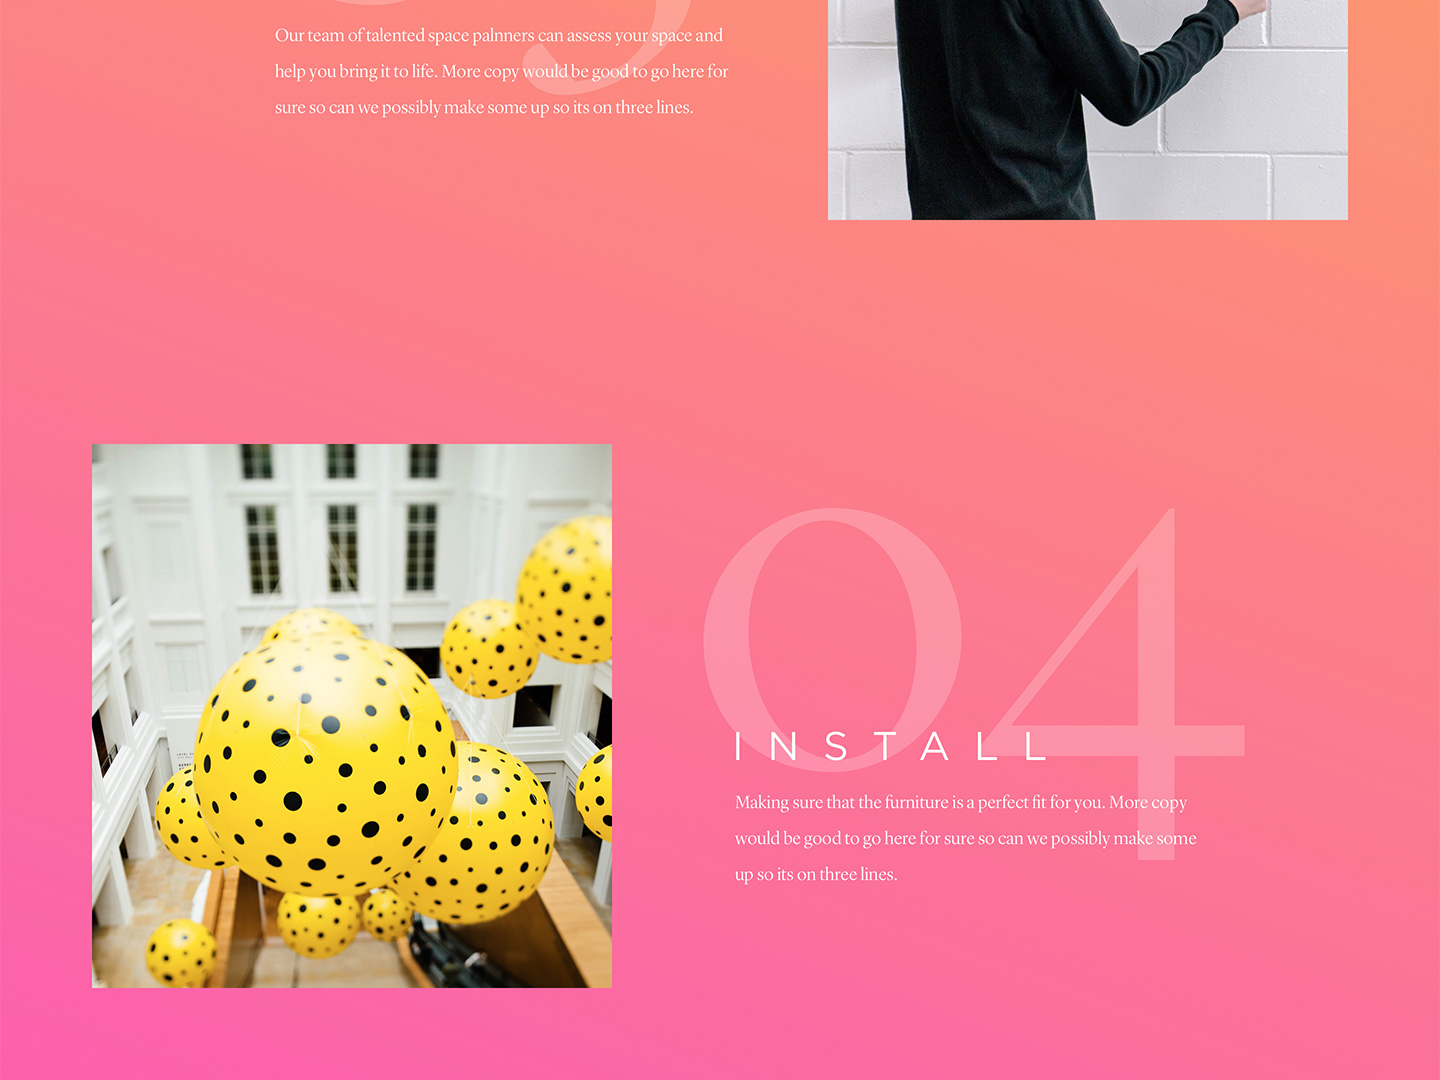 Our team of talented space palnners can assess your space and
help you bring it to life. More copy would be good to go here for
sure so can we possibly make some up so its on three lines.
04
INSTALL
Making sure that the furniture is a perfect fit for you. More copy
would be good to go here for sure so can we possibly make some
up so its on three lines.